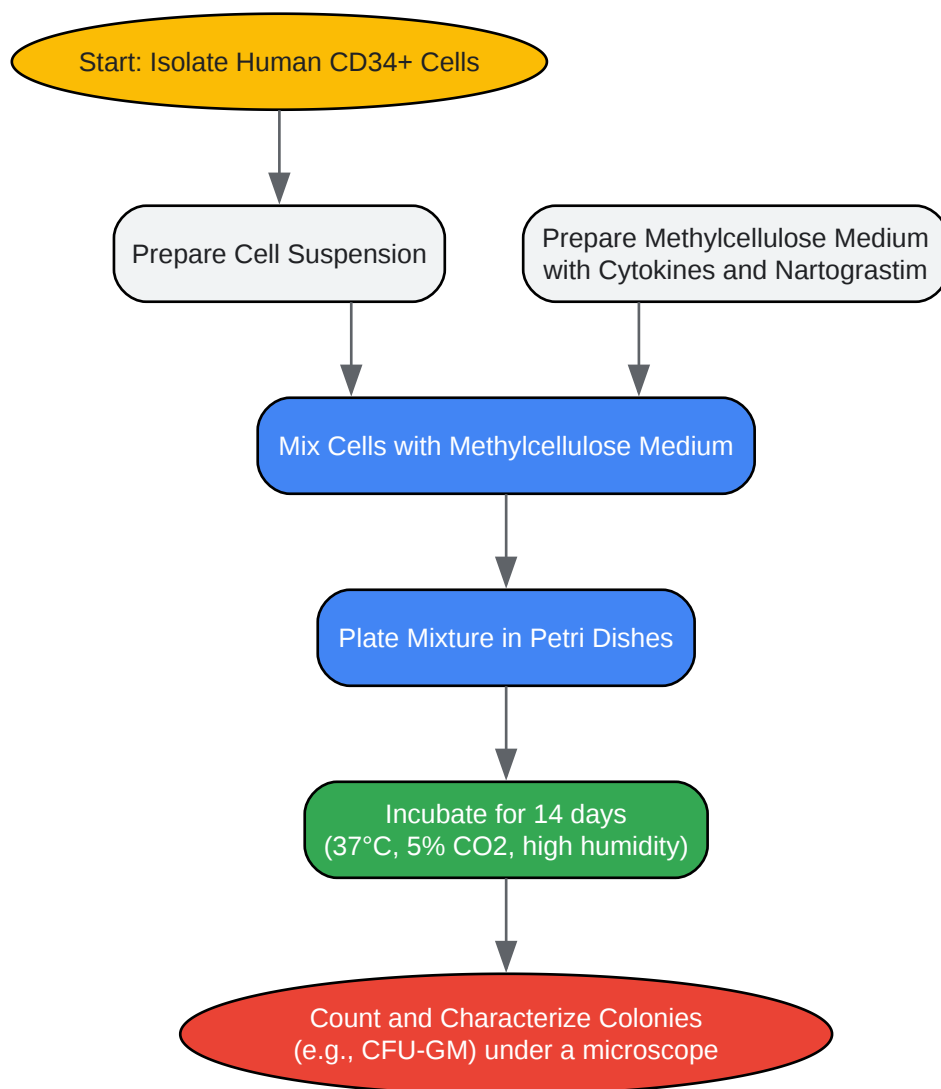 Start: Isolate Human CD34+ Cells
Prepare Cell Suspension
Prepare Methylcellulose Medium
with Cytokines and Nartograstim
Mix Cells with Methylcellulose Medium
Plate Mixture in Petri Dishes
Incubate for 14 days
(37°C, 5% CO2, high humidity)
Count and Characterize Colonies
(e.g., CFU-GM) under a microscope